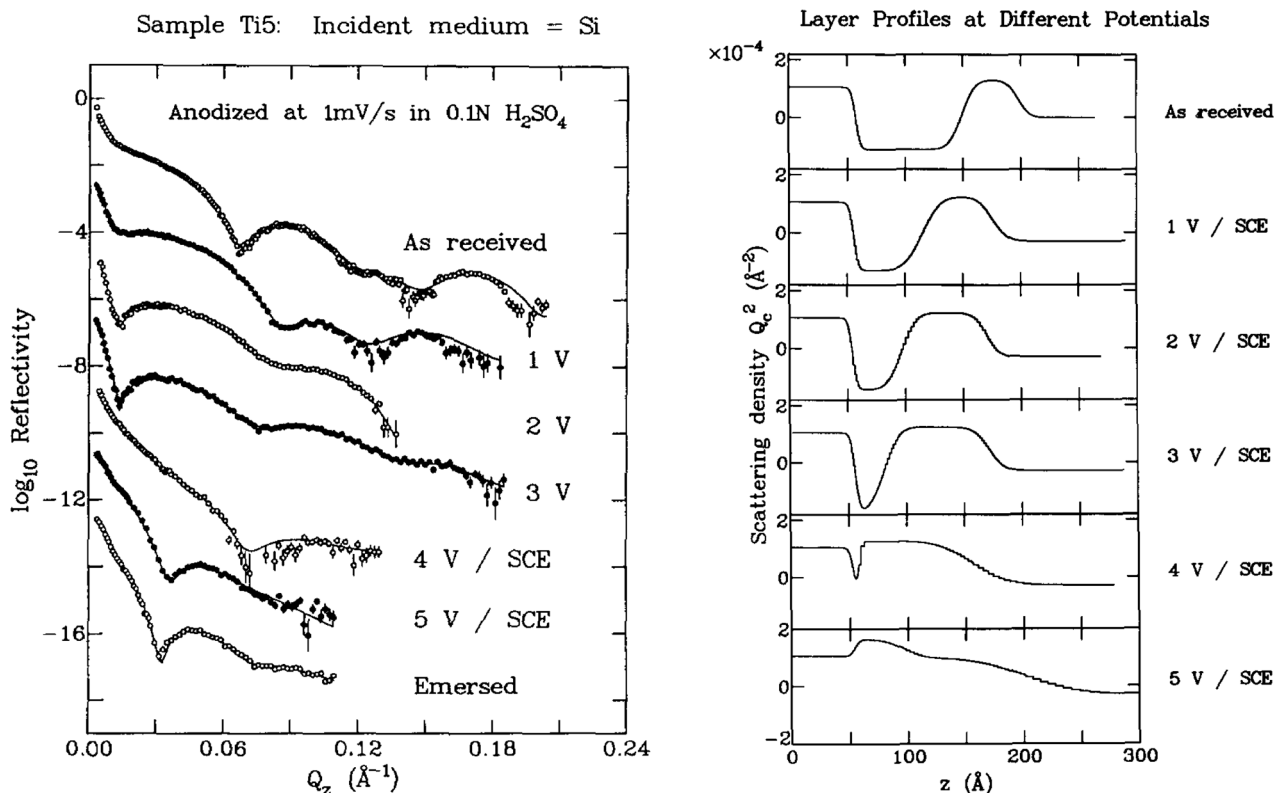 Sample Ti5: Incident medium = Si
Anodized at 1mV/s in 0.1N H₂SO₄
0
-4
-8
-12
-16
log₁₀ Reflectivity
As received
1 V
2 V
3 V
4 V / SCE
5 V / SCE
Emersed
0.00 0.06 0.12 0.18 0.24
Q_z (Å⁻¹)
Layer Profiles at Different Potentials
×10⁻⁴
2
0
As received
2
0
1 V / SCE
2
0
2 V / SCE
2
0
3 V / SCE
2
0
4 V / SCE
2
0
-2
5 V / SCE
Scattering density Q_c² (Å⁻²)
0 100 200 300
z (Å)